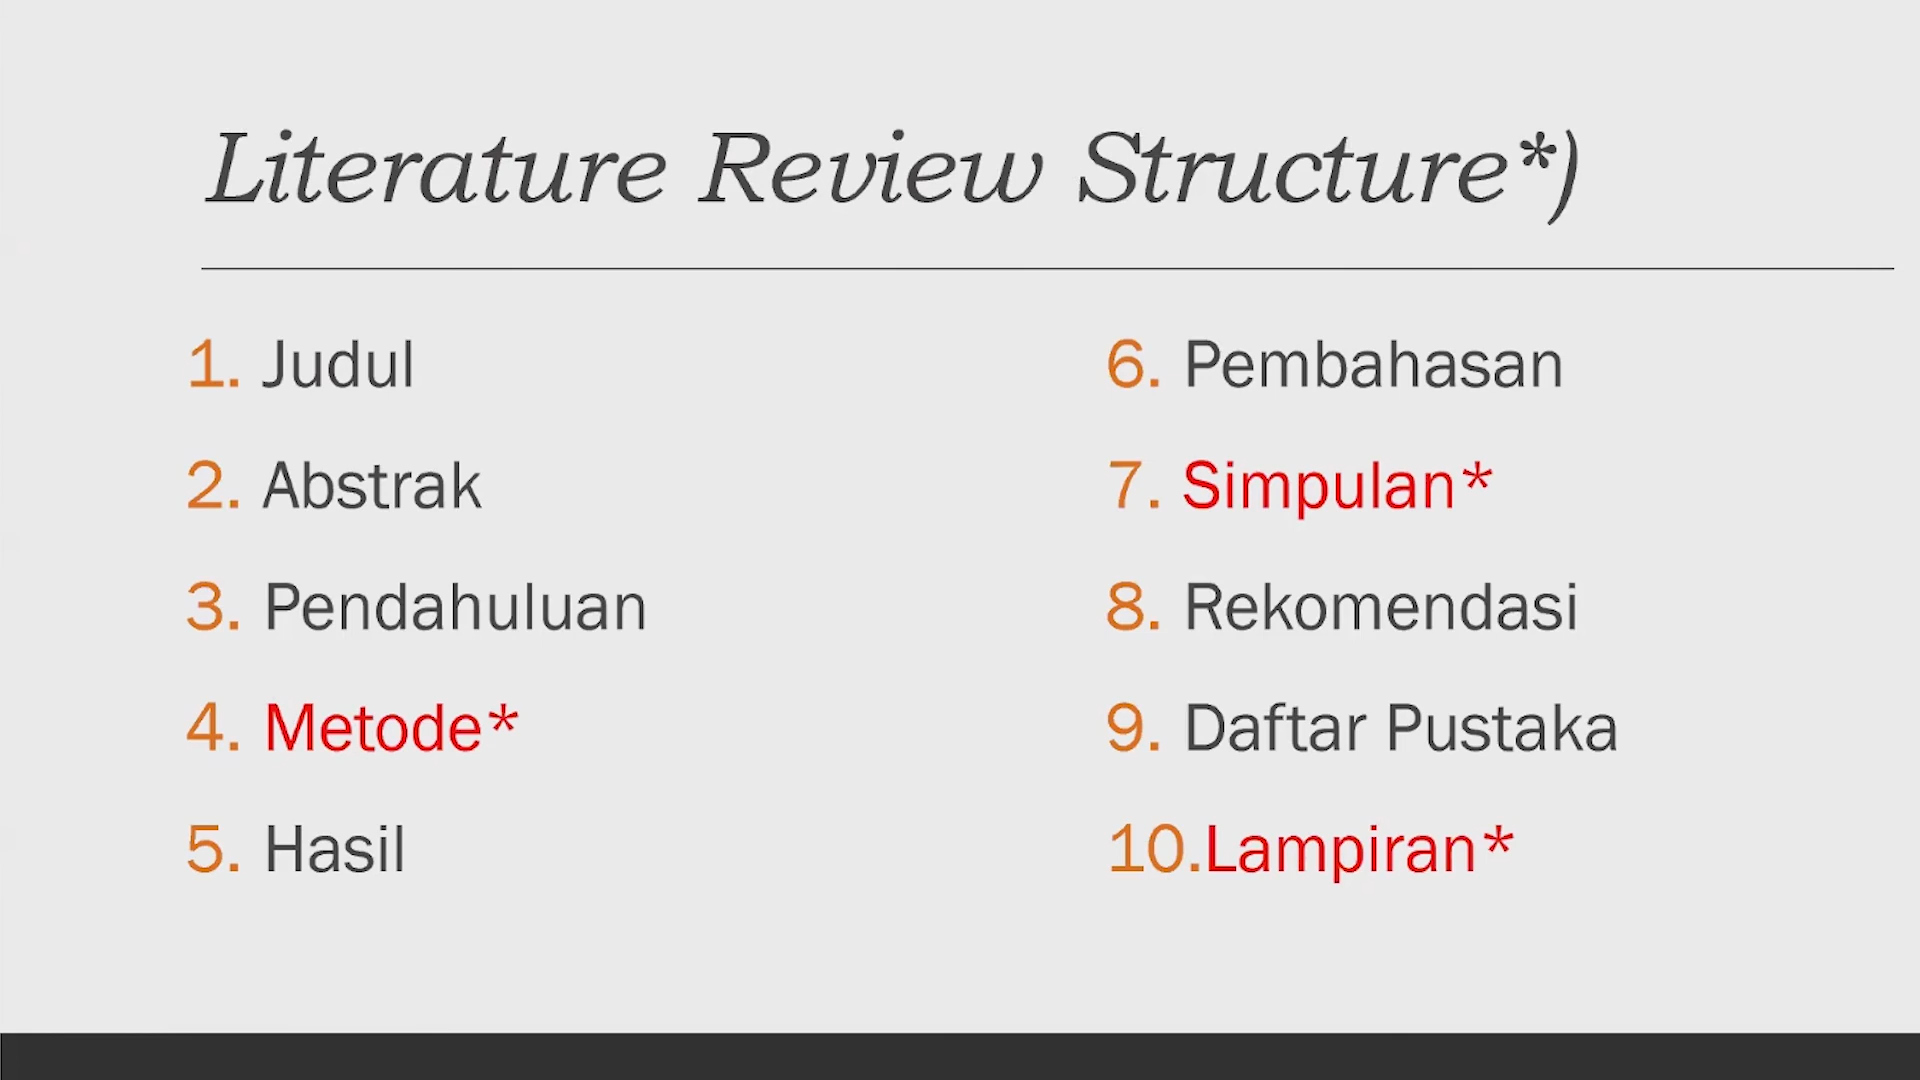 Literature Review Structure*)
1. Judul
2. Abstrak
3. Pendahuluan
4. Metode*
5. Hasil
6. Pembahasan
7. Simpulan*
8. Rekomendasi
9. Daftar Pustaka
10.Lampiran*